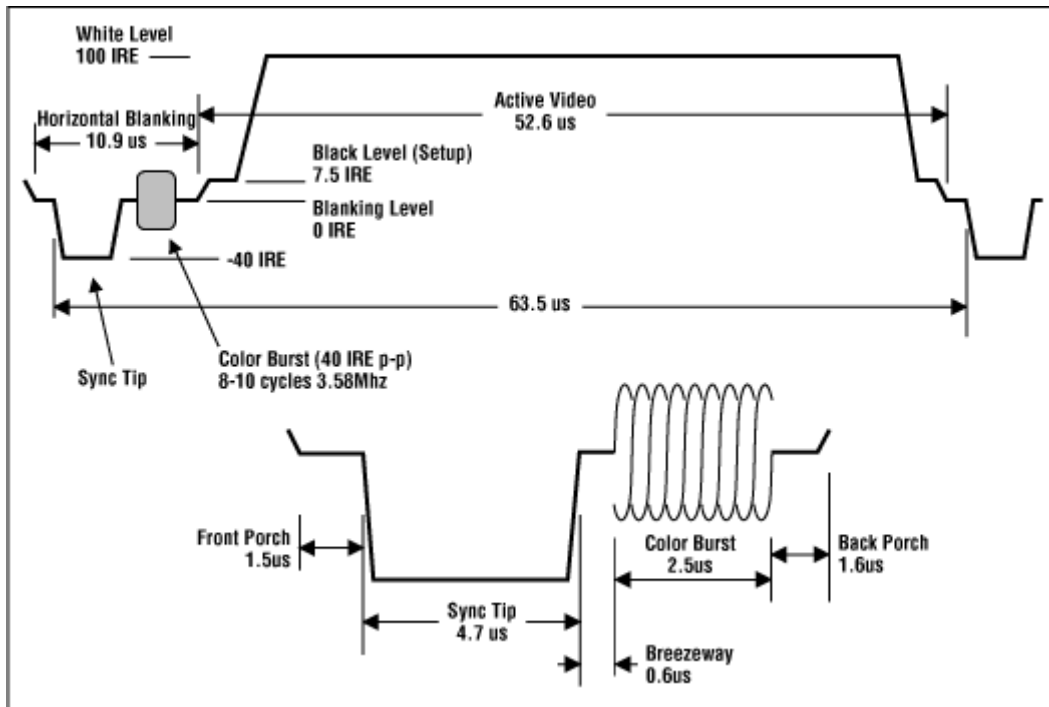 White Level
100 IRE
Active Video
52.6 us
Horizontal Blanking
10.9 us
Black Level (Setup)
7.5 IRE
Blanking Level
0 IRE
-40 IRE
63.5 us
Sync Tip
Color Burst (40 IRE p-p)
8-10 cycles 3.58Mhz
Front Porch
1.5us
Color Burst
2.5us
Back Porch
1.6us
Sync Tip
4.7 us
Breezeway
0.6us